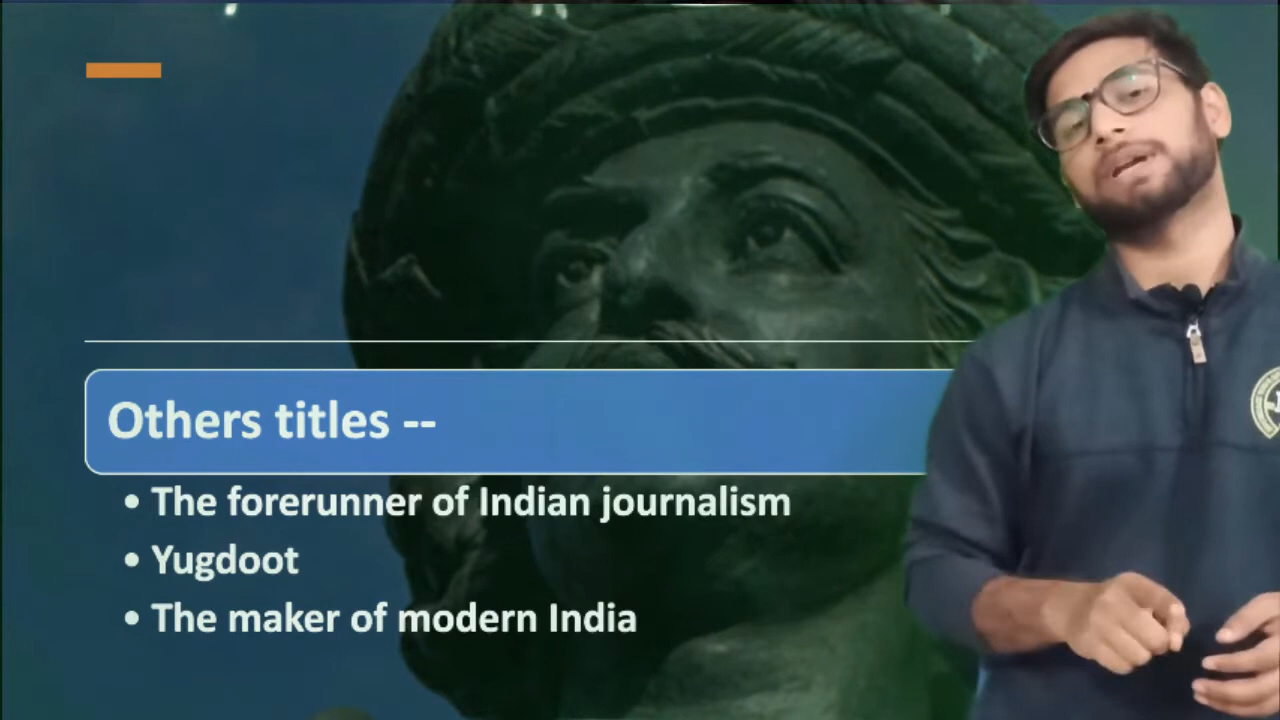 Others titles --
• The forerunner of Indian journalism
• Yugdoot
• The maker of modern India